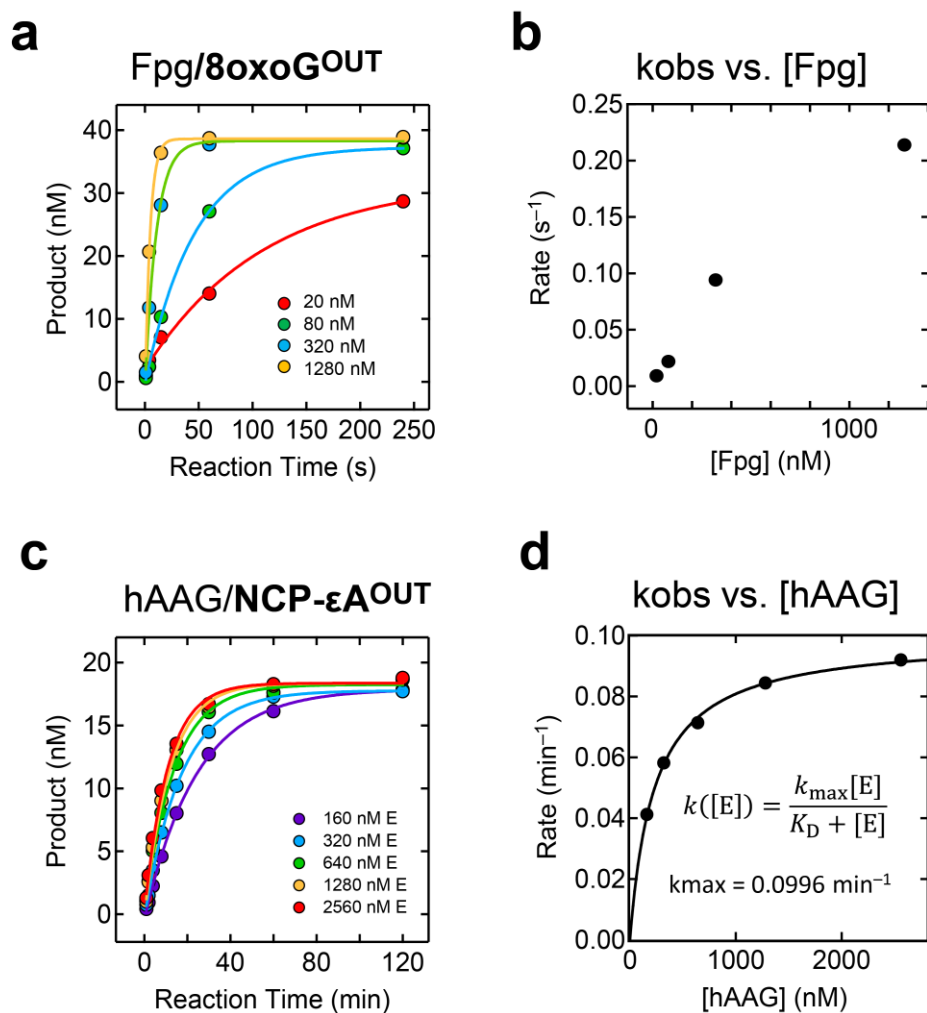 a
Fpg/8oxoGOUT
Product (nM)
40
30
20
10
0
20 nM
80 nM
320 nM
1280 nM
0 50 100 150 200 250
Reaction Time (s)
b
kobs vs. [Fpg]
Rate (s−1)
0.25
0.20
0.15
0.10
0.05
0.00
0 1000
[Fpg] (nM)
c
hAAG/NCP-εAOUT
Product (nM)
20
15
10
5
0
160 nM E
320 nM E
640 nM E
1280 nM E
2560 nM E
0 20 40 60 80 100 120
Reaction Time (min)
d
kobs vs. [hAAG]
Rate (min−1)
0.10
0.08
0.06
0.04
0.02
0.00
k([E]) = kmax[E] / KD + [E]
kmax = 0.0996 min−1
0 1000 2000
[hAAG] (nM)